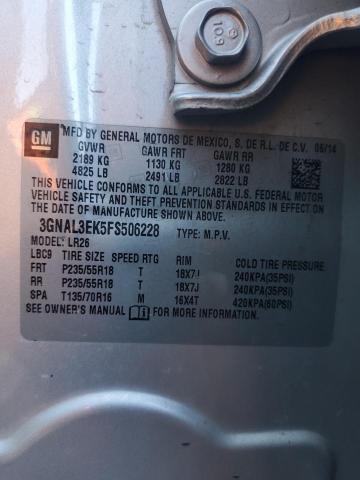 10.9
GM
MFD BY GENERAL MOTORS DE MEXICO, S. DE R.L. DE C.V. 06/14
GVWR GAWR FRT GAWR RR
2189 KG 1130 KG 1280 KG
4825 LB 2491 LB 2822 LB
THIS VEHICLE CONFORMS TO ALL APPLICABLE U.S. FEDERAL MOTOR
VEHICLE SAFETY, BUMPER, AND THEFT PREVENTION STANDARDS IN EFFECT ON
THE DATE OF MANUFACTURE SHOWN ABOVE.
3GNAL3EK5FS506228 TYPE: M.P.V.
MODEL: LR26
LBC9 TIRE SIZE SPEED RTG RIM COLD TIRE PRESSURE
FRT P235/55R18 T 18X7J 240KPA(35PSI)
RR P235/55R18 T 18X7J 240KPA(35PSI)
SPA T135/70R16 M 16X4T 420KPA(60PSI)
SEE OWNER'S MANUAL FOR MORE INFORMATION